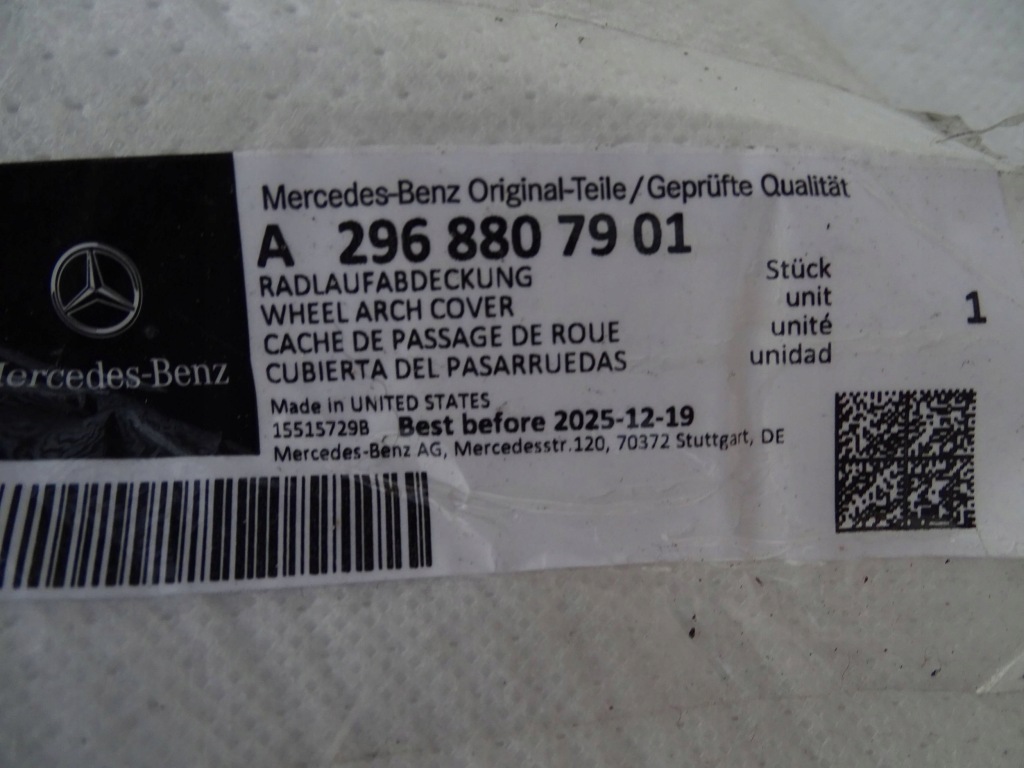 Mercedes-Benz Original-Teile/Geprüfte Qualität
A 296 880 79 01
RADLAUFABDECKUNG
WHEEL ARCH COVER
CACHE DE PASSAGE DE ROUE
CUBIERTA DEL PASARRUEDAS
Stück
unit
unité
unidad
1
Mercedes-Benz
Made in UNITED STATES
15515729B Best before 2025-12-19
Mercedes-Benz AG, Mercedesstr.120, 70372 Stuttgart, DE